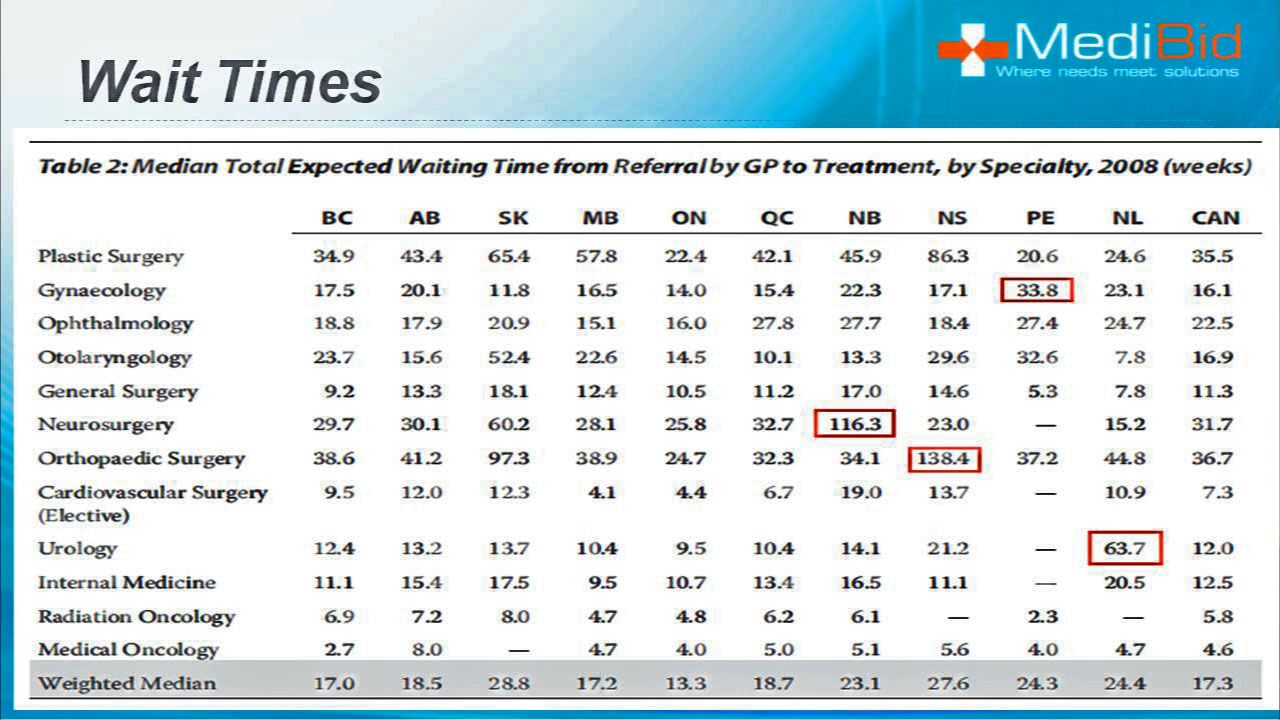 MediBid
Where needs meet solutions
Wait Times
Table 2: Median Total Expected Waiting Time from Referral by GP to Treatment, by Specialty, 2008 (weeks)
BC AB SK MB ON QC NB NS PE NL CAN
Plastic Surgery 34.9 43.4 65.4 57.8 22.4 42.1 45.9 86.3 20.6 24.6 35.5
Gynaecology 17.5 20.1 11.8 16.5 14.0 15.4 22.3 17.1 33.8 23.1 16.1
Ophthalmology 18.8 17.9 20.9 15.1 16.0 27.8 27.7 18.4 27.4 24.7 22.5
Otolaryngology 23.7 15.6 52.4 22.6 14.5 10.1 13.3 29.6 32.6 7.8 16.9
General Surgery 9.2 13.3 18.1 12.4 10.5 11.2 17.0 14.6 5.3 7.8 11.3
Neurosurgery 29.7 30.1 60.2 28.1 25.8 32.7 116.3 23.0 — 15.2 31.7
Orthopaedic Surgery 38.6 41.2 97.3 38.9 24.7 32.3 34.1 138.4 37.2 44.8 36.7
Cardiovascular Surgery 9.5 12.0 12.3 4.1 4.4 6.7 19.0 13.7 — 10.9 7.3
(Elective)
Urology 12.4 13.2 13.7 10.4 9.5 10.4 14.1 21.2 — 63.7 12.0
Internal Medicine 11.1 15.4 17.5 9.5 10.7 13.4 16.5 11.1 — 20.5 12.5
Radiation Oncology 6.9 7.2 8.0 4.7 4.8 6.2 6.1 — 2.3 — 5.8
Medical Oncology 2.7 8.0 — 4.7 4.0 5.0 5.1 5.6 4.0 4.7 4.6
Weighted Median 17.0 18.5 28.8 17.2 13.3 18.7 23.1 27.6 24.3 24.4 17.3